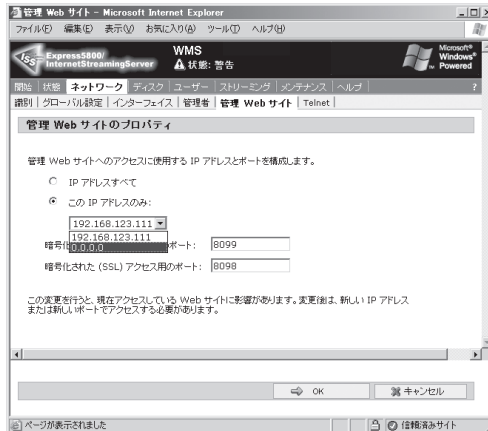 管理 Web サイト - Microsoft Internet Explorer
ファイル(F) 編集(E) 表示(V) お気に入り(A) ツール(T) ヘルプ(H)
iSS Express5800/ InternetStreamingServer
WMS
状態: 警告
Microsoft® Windows® Powered
開始 | 状態 | ネットワーク | ディスク | ユーザー | ストリーミング | メンテナンス | ヘルプ | ?
識別 | グローバル設定 | インターフェイス | 管理者 | 管理 Web サイト | Telnet |
管理 Web サイトのプロパティ
管理 Web サイトへのアクセスに使用する IP アドレスとポートを構成します。
IP アドレスすべて
この IP アドレスのみ:
192.168.123.111
192.168.123.111
0.0.0.0
暗号化 ポート: 8099
暗号化された (SSL) アクセス用のポート: 8098
この変更を行うと、現在アクセスしている Web サイトに影響があります。変更後は、新しい IP アドレス
または新しいポートでアクセスする必要があります。
OK
キャンセル
ページが表示されました
信頼済みサイト